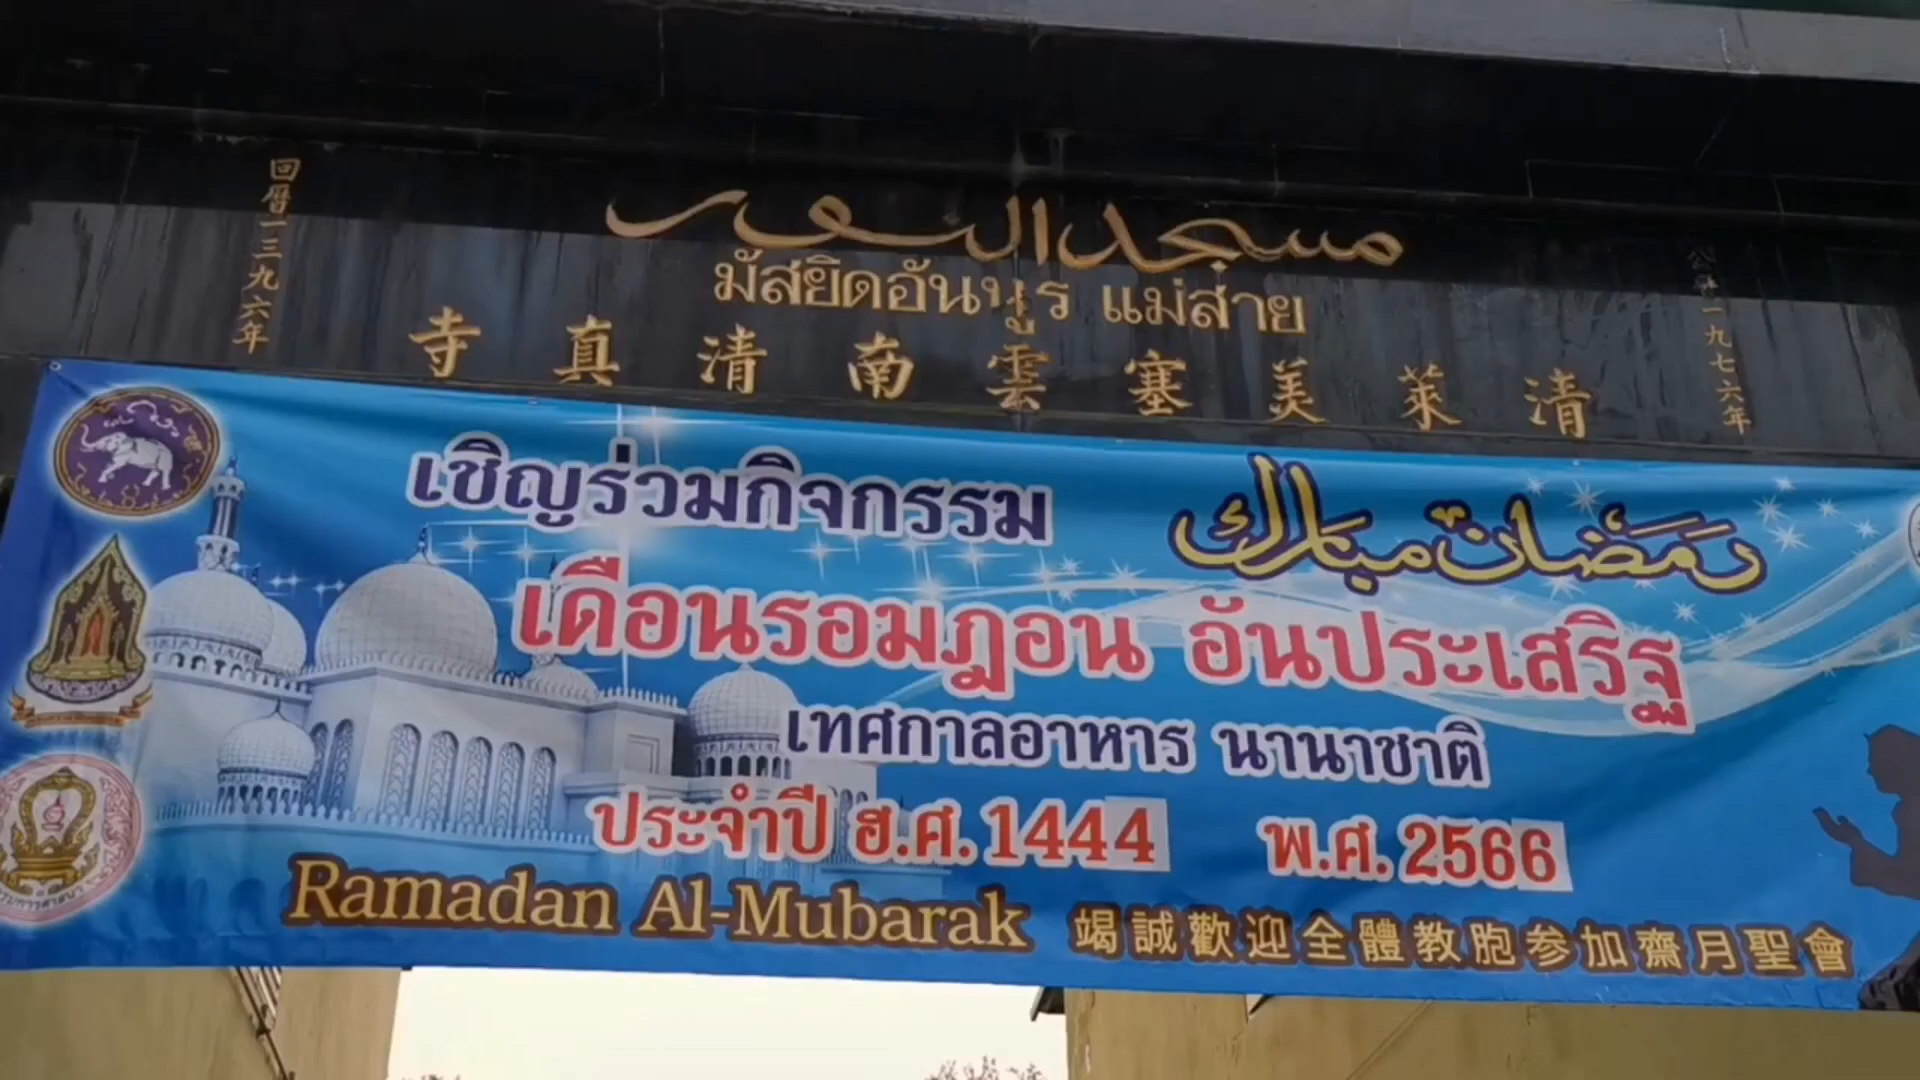 مسجد النور
มัสยิดอันนูร แม่สาย
回曆一三九六年
寺真清南雲塞美萊清
一九七六年
เชิญร่วมกิจกรรม
رمضان مبارك
เดือนรอมฎอน อันประเสริฐ
เทศกาลอาหาร นานาชาติ
ประจำปี ฮ.ศ. 1444 พ.ศ. 2566
Ramadan Al-Mubarak 竭誠歡迎全體教胞参加齋月聖會